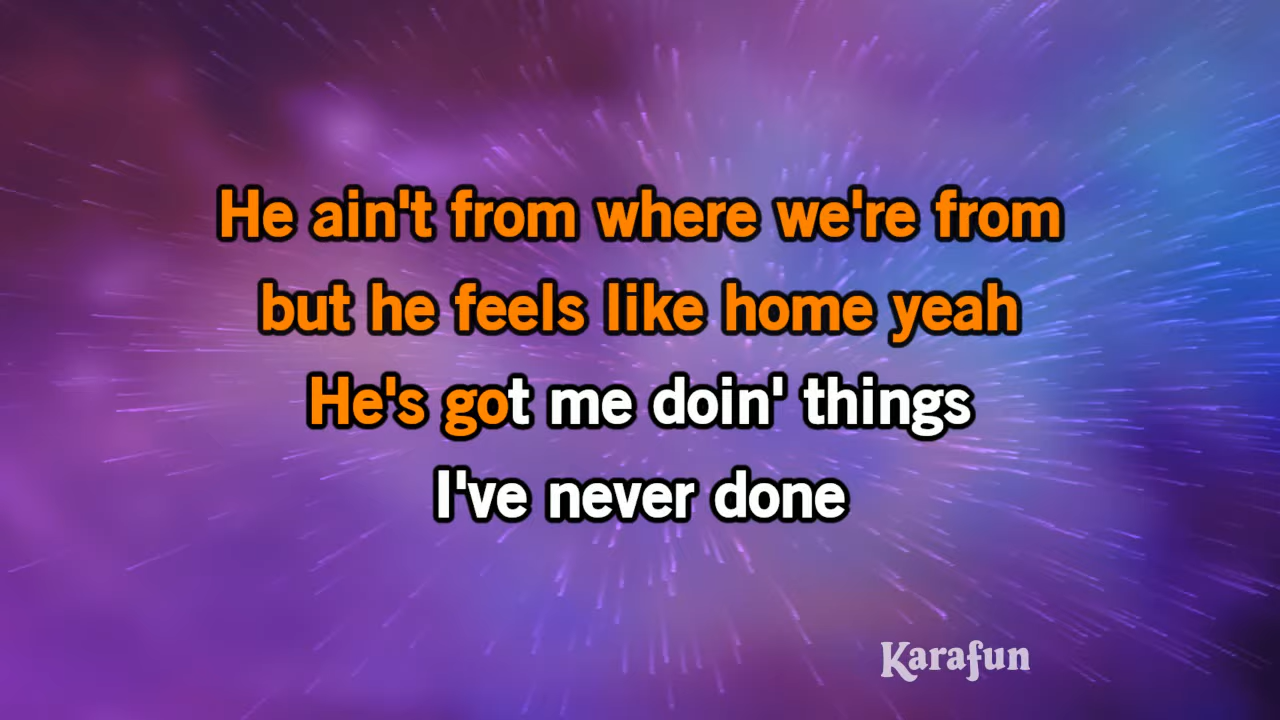 He ain't from where we're from
but he feels like home yeah
He's got me doin' things
I've never done
Karafun